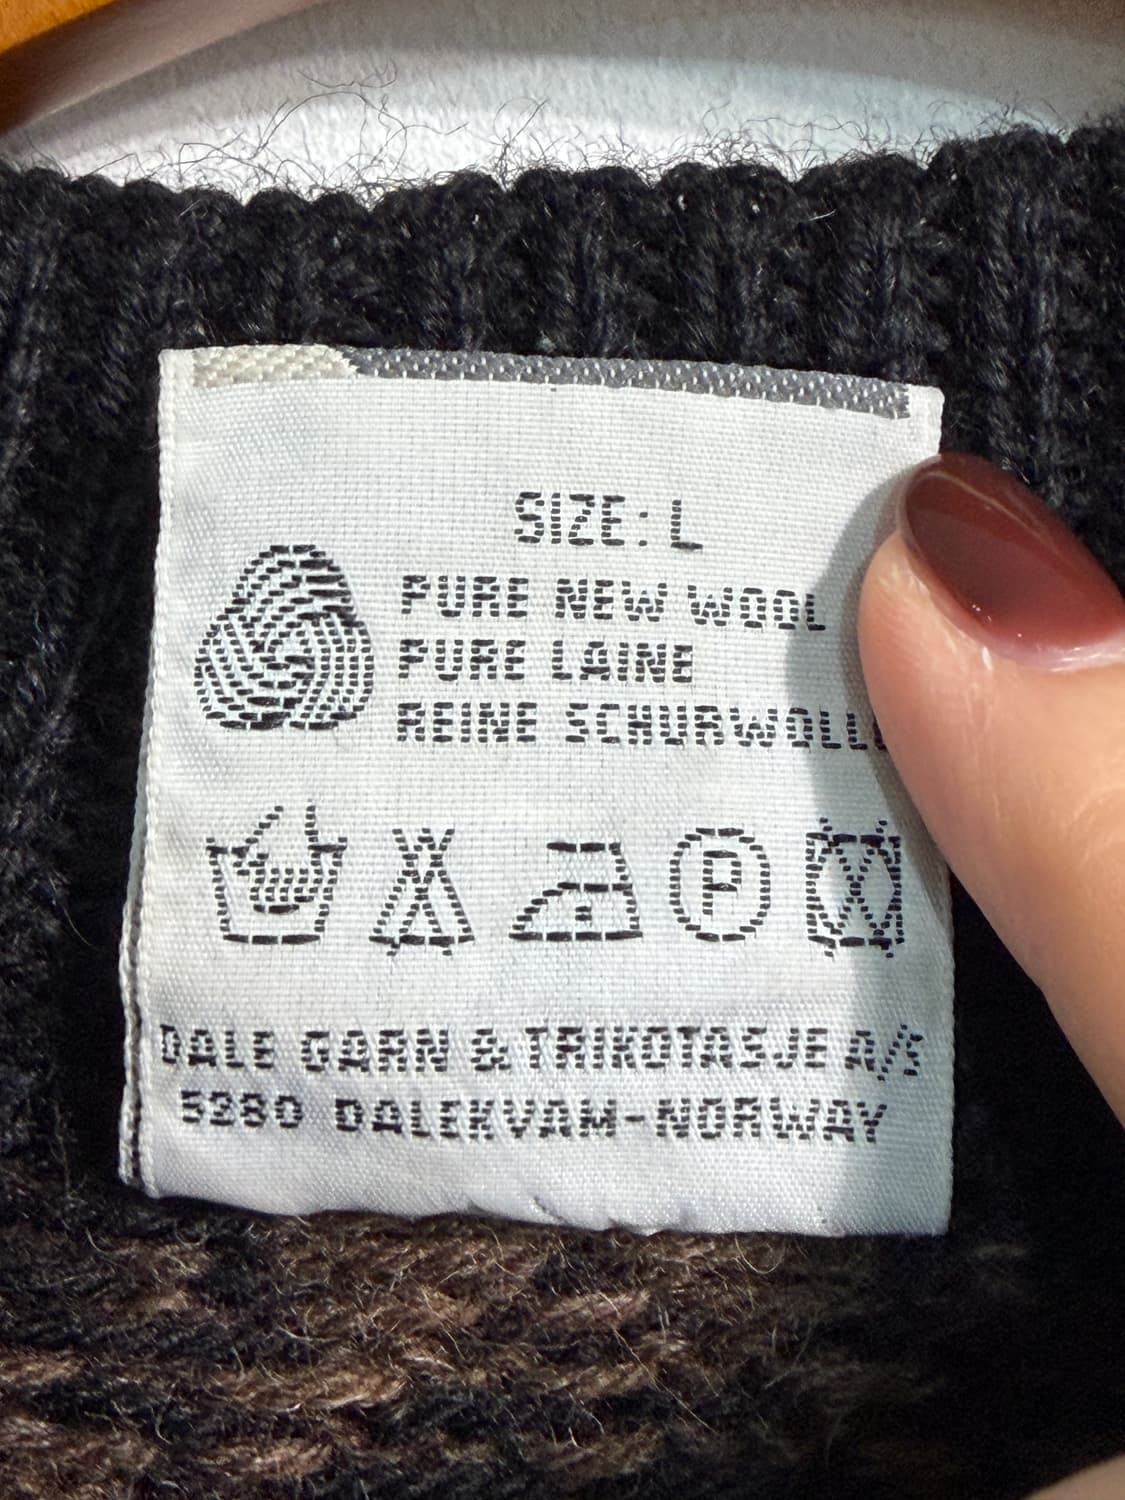 SIZE: L
PURE NEW WOOL
PURE LAINE
REINE SCHURWOLLE
P
DALE GARN & TRIKOTASJE A/S
5280 DALEKVAM-NORWAY